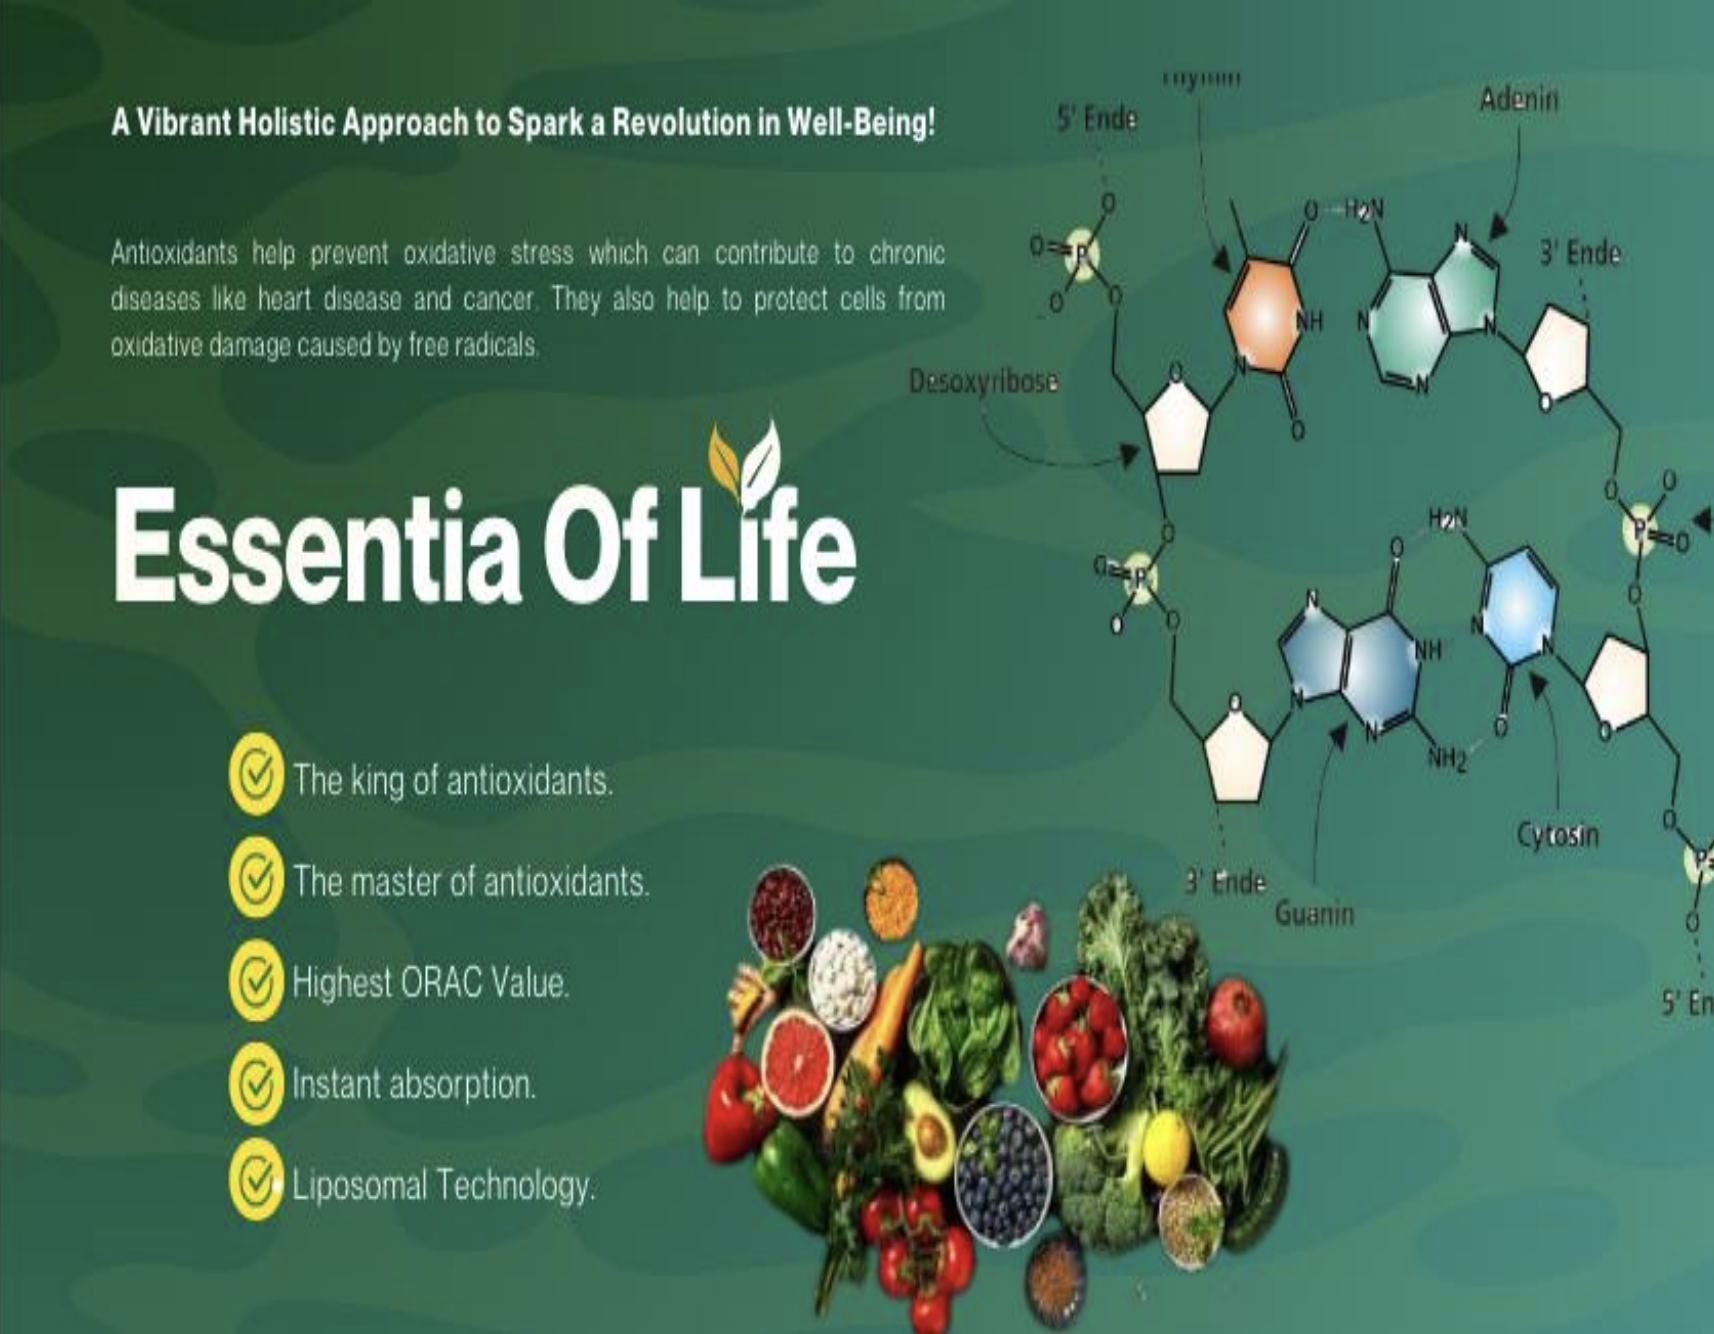 A Vibrant Holistic Approach to Spark a Revolution in Well-Being!
Antioxidants help prevent oxidative stress which can contribute to chronic
diseases like heart disease and cancer. They also help to protect cells from
oxidative damage caused by free radicals.
Essentia Of Life
The king of antioxidants.
The master of antioxidants.
Highest ORAC Value.
Instant absorption.
Liposomal Technology.
5' Ende
Adenin
3' Ende
Desoxyribose
O
O
P
O
O
O
H2N
N
NH
N
N
N
N
O
O
O
O
P
O
O
O
O
P
O
O
H2N
O
N
NH
N
N
N
N
O
NH2
O
O
O
P
O
3' Ende
Guanin
Cytosin
5' En